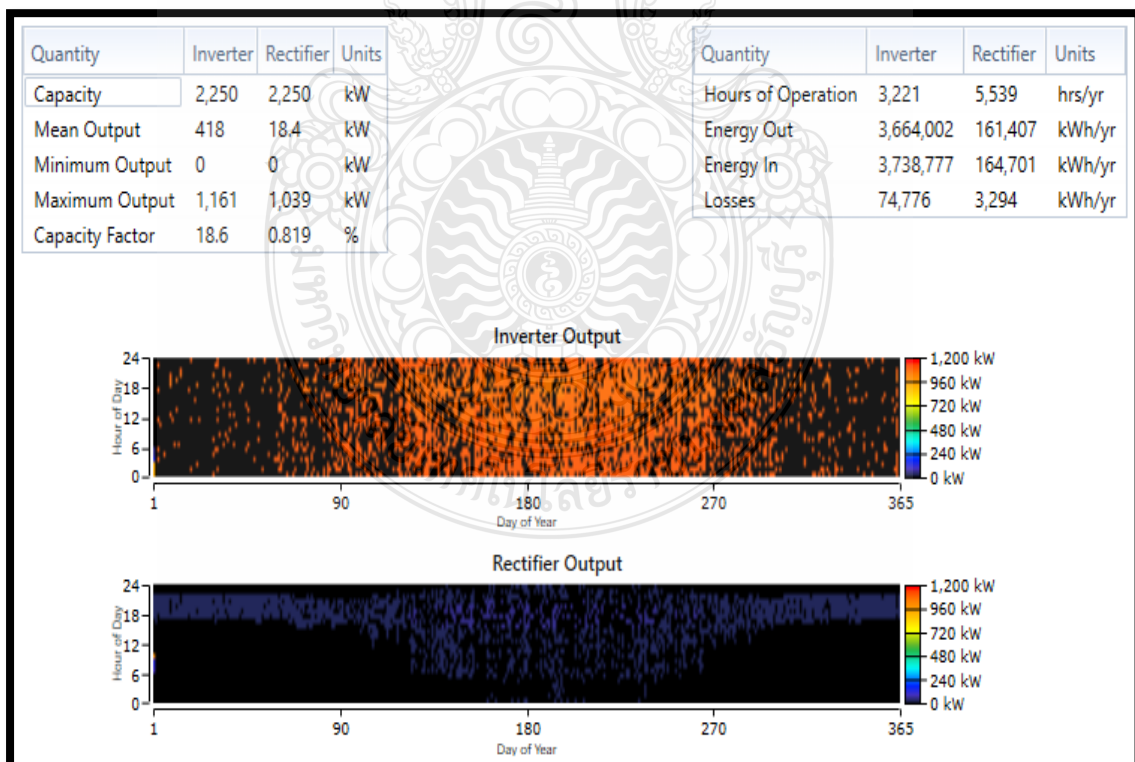 Quantity Inverter Rectifier Units
Capacity 2,250 2,250 kW
Mean Output 418 18.4 kW
Minimum Output 0 0 kW
Maximum Output 1,161 1,039 kW
Capacity Factor 18.6 0.819 %
Quantity Inverter Rectifier Units
Hours of Operation 3,221 5,539 hrs/yr
Energy Out 3,664,002 161,407 kWh/yr
Energy In 3,738,777 164,701 kWh/yr
Losses 74,776 3,294 kWh/yr
Inverter Output
24
18
12
6
0
Hour of Day
1 90 180 270 365
Day of Year
1,200 kW
960 kW
720 kW
480 kW
240 kW
0 kW
Rectifier Output
24
18
12
6
0
Hour of Day
1 90 180 270 365
Day of Year
1,200 kW
960 kW
720 kW
480 kW
240 kW
0 kW